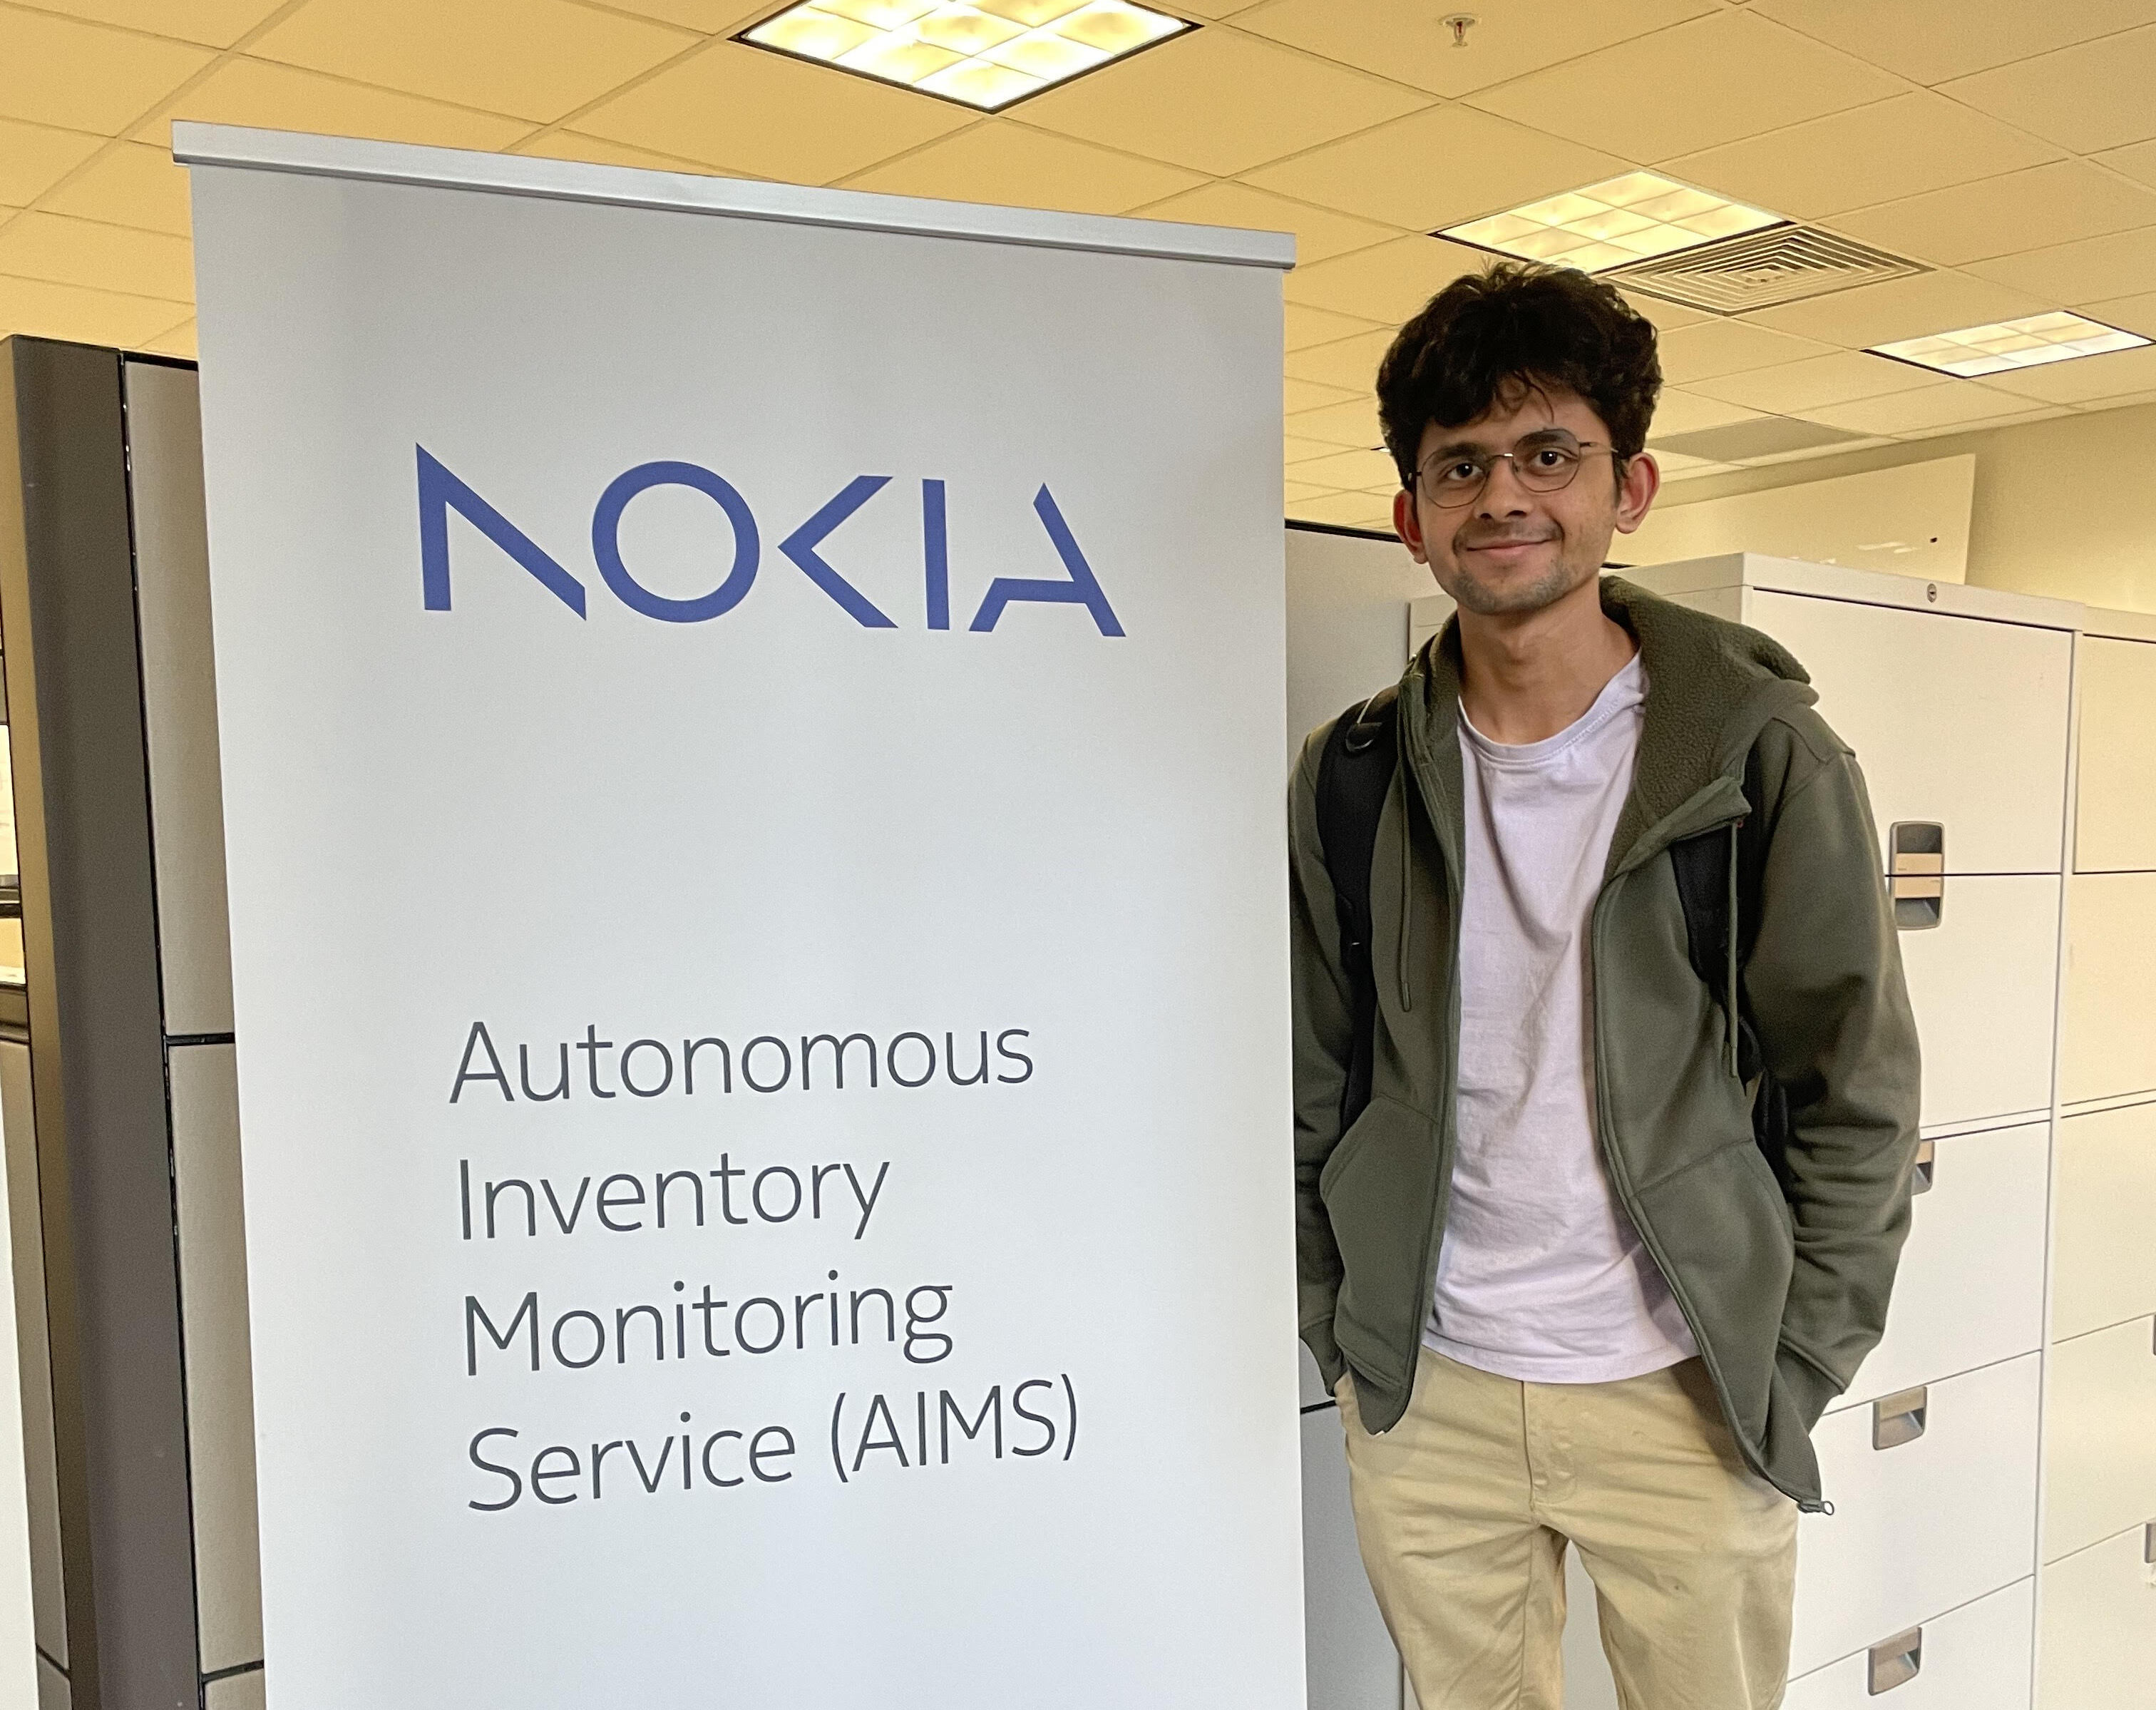 NOKIA
Autonomous
Inventory
Monitoring
Service (AIMS)